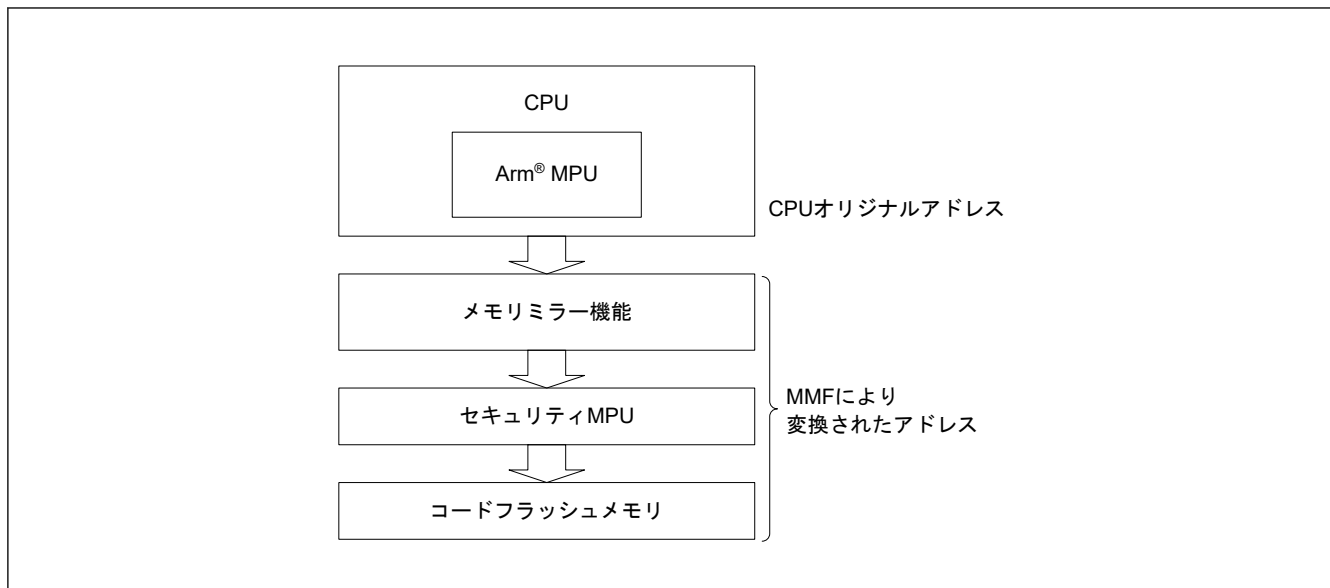 CPU
Arm® MPU
CPUオリジナルアドレス
メモリミラー機能
セキュリティMPU
MMFにより
変換されたアドレス
コードフラッシュメモリ